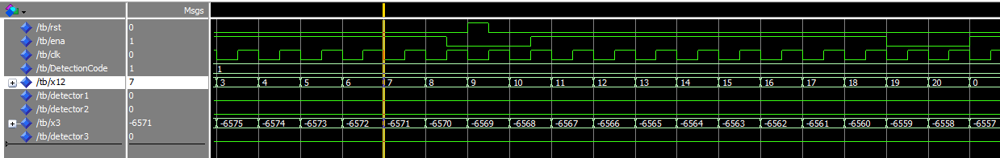 Msgs
/tb/rst 0
/tb/ena 1
/tb/clk 0
/tb/DetectionCode 1 1
/tb/x12 7 3 4 5 6 7 8 9 10 11 12 13 14 15 16 17 18 19 20 0
/tb/detector1 0
/tb/detector2 0
/tb/x3 -6571 -6575 -6574 -6573 -6572 -6571 -6570 -6569 -6568 -6567 -6566 -6565 -6564 -6563 -6562 -6561 -6560 -6559 -6558 -6557
/tb/detector3 0